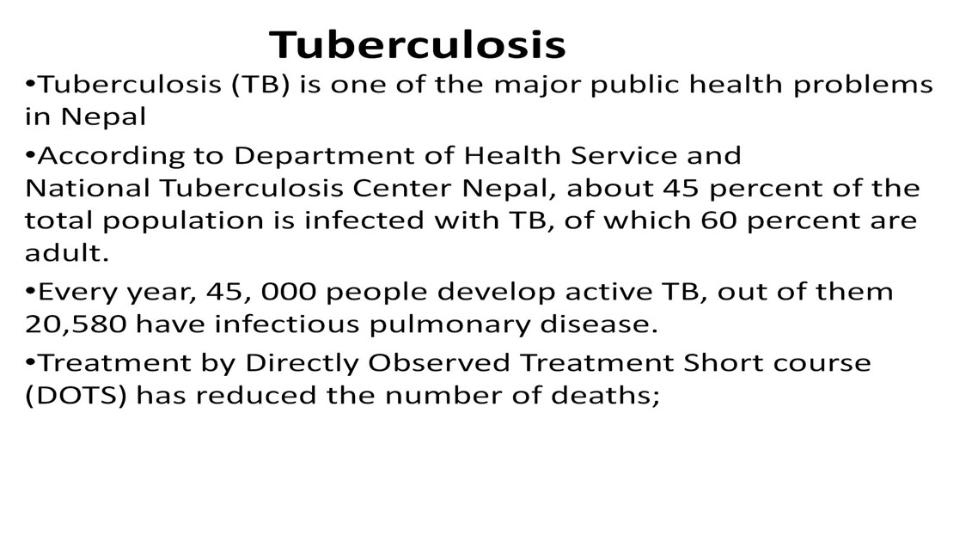 Tuberculosis
•Tuberculosis (TB) is one of the major public health problems
in Nepal
•According to Department of Health Service and
National Tuberculosis Center Nepal, about 45 percent of the
total population is infected with TB, of which 60 percent are
adult.
•Every year, 45, 000 people develop active TB, out of them
20,580 have infectious pulmonary disease.
•Treatment by Directly Observed Treatment Short course
(DOTS) has reduced the number of deaths;